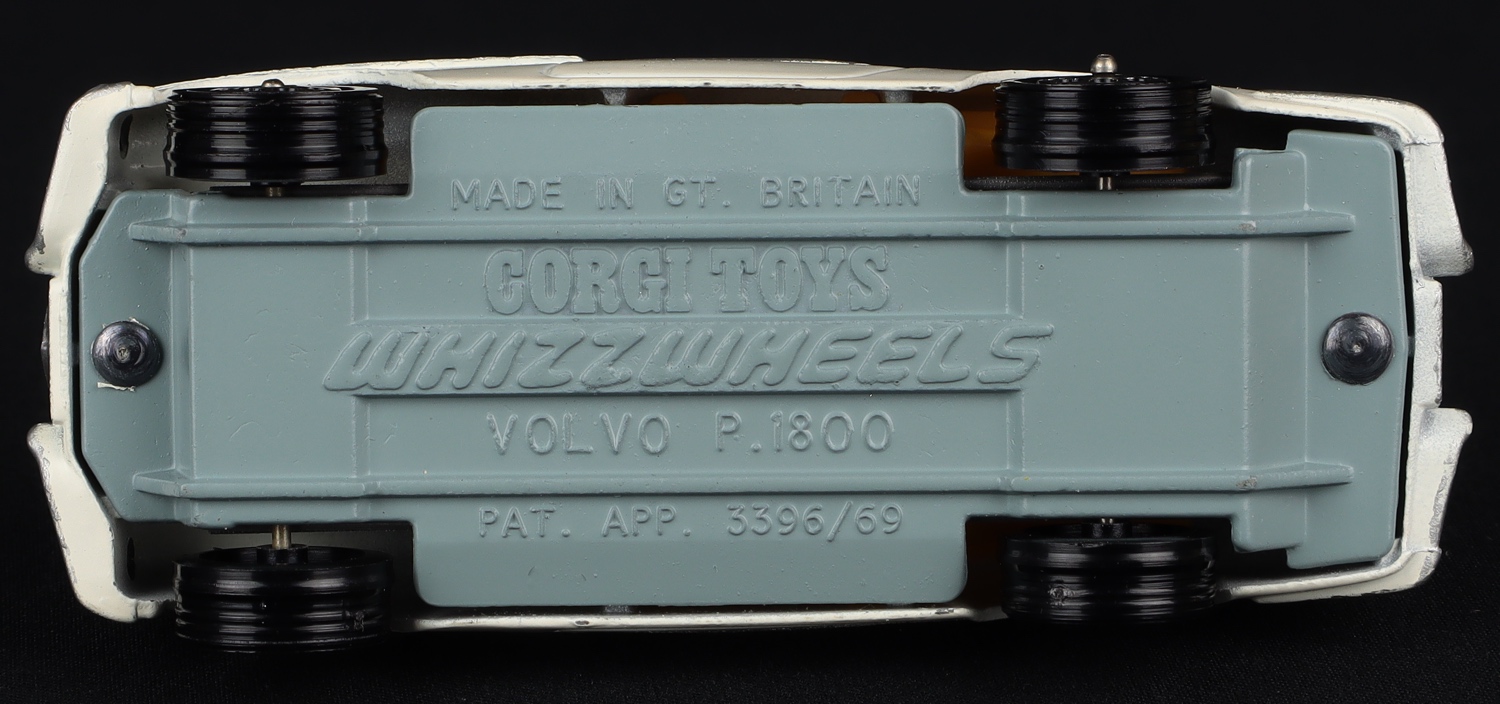 MADE IN GT. BRITAIN
CORGI TOYS
WHIZZWHEELS
VOLVO P.1800
PAT. APP. 3396/69